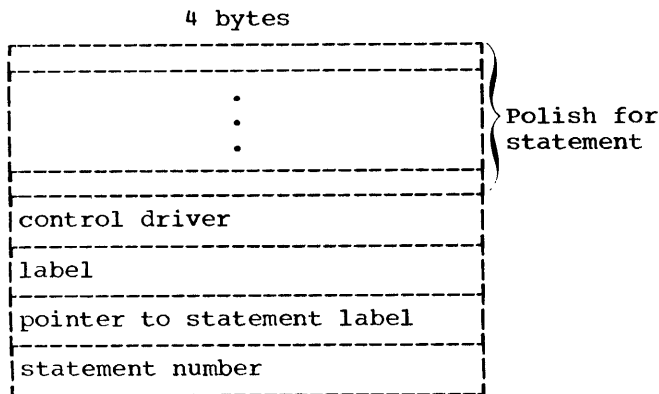 4 bytes
.
.
.
Polish for
statement
control driver
label
pointer to statement label
statement number